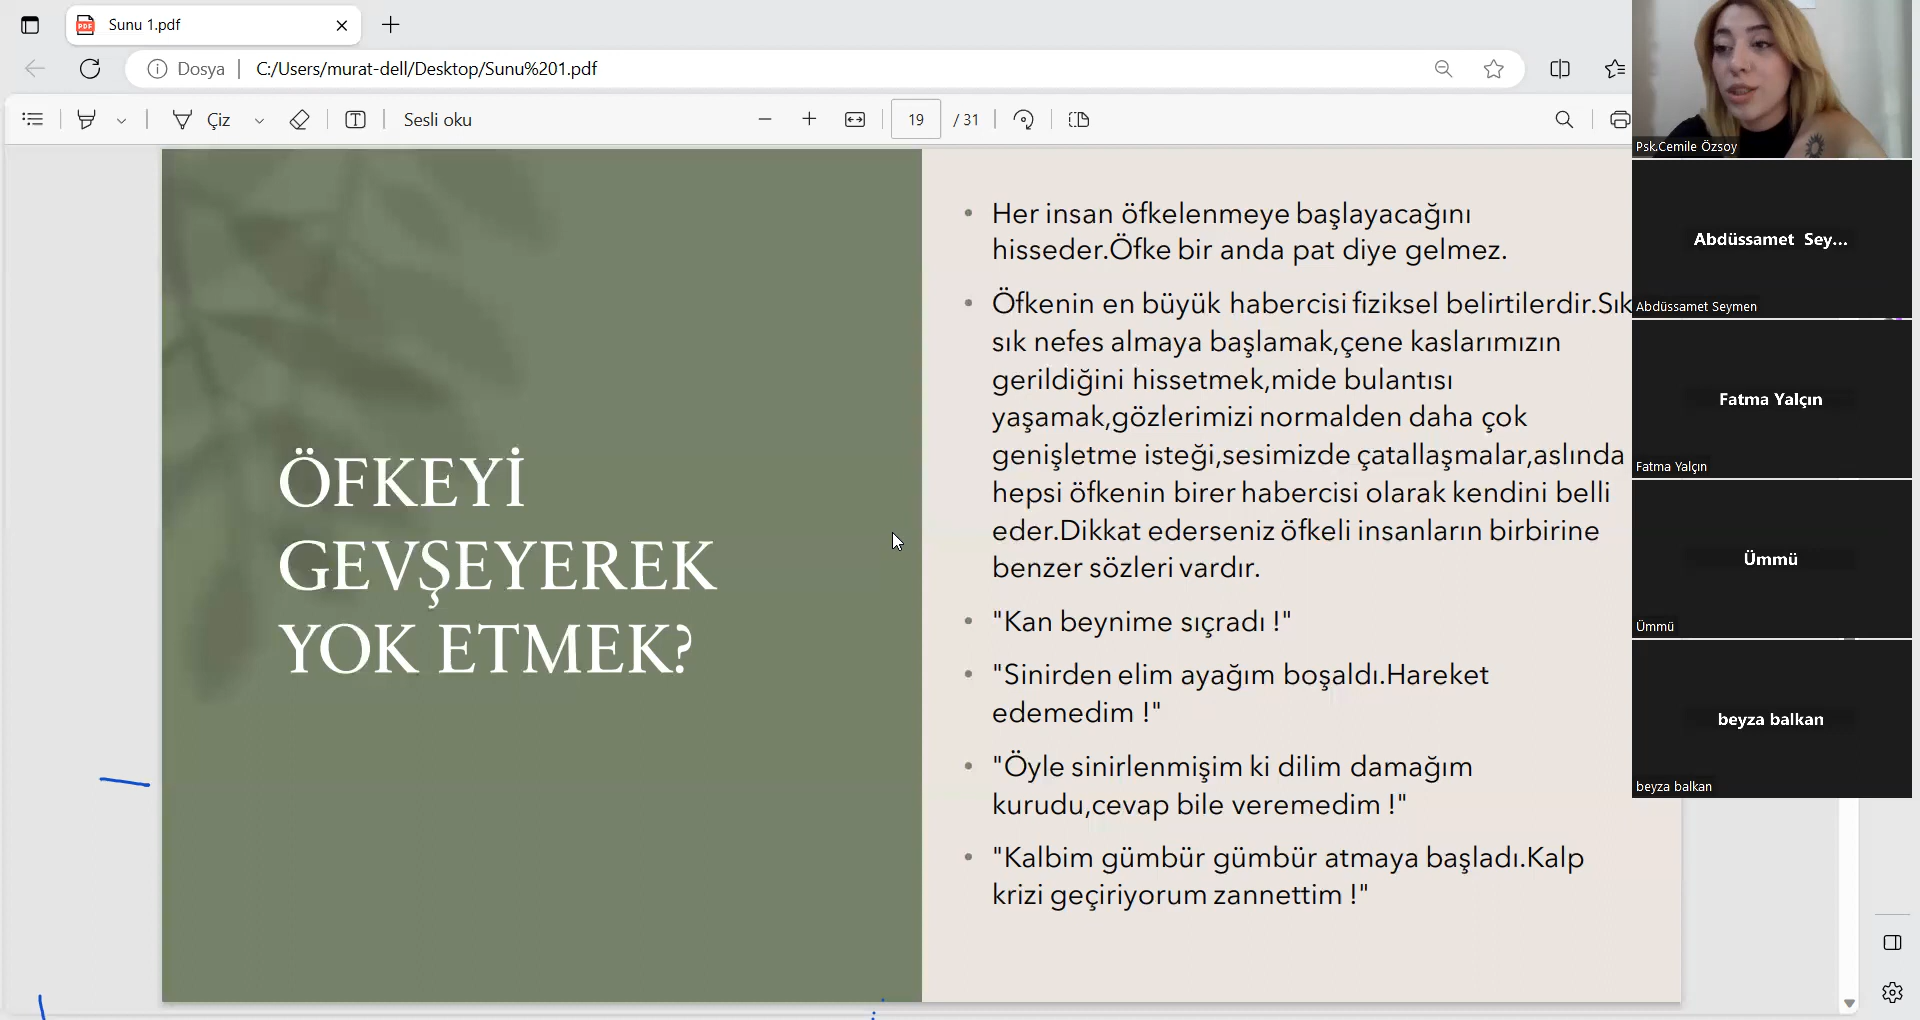 Sunu 1.pdf
Dosya
C:/Users/murat-dell/Desktop/Sunu%201.pdf
Çiz
Sesli oku
19 / 31
ÖFKEYİ
GEVŞEYEREK
YOK ETMEK?
Her insan öfkelenmeye başlayacağını
hisseder.Öfke bir anda pat diye gelmez.
Öfkenin en büyük habercisi fiziksel belirtilerdir.Sık
sık nefes almaya başlamak,çene kaslarımızın
gerildiğini hissetmek,mide bulantısı
yaşamak,gözlerimizi normalden daha çok
genişletme isteği,sesimizde çatallaşmalar,aslında
hepsi öfkenin birer habercisi olarak kendini belli
eder.Dikkat ederseniz öfkeli insanların birbirine
benzer sözleri vardır.
"Kan beynime sıçradı !"
"Sinirden elim ayağım boşaldı.Hareket
edemedim !"
"Öyle sinirlenmişim ki dilim damağım
kurudu,cevap bile veremedim !"
"Kalbim gümbür gümbür atmaya başladı.Kalp
krizi geçiriyorum zannettim !"
Psk.Cemile Özsoy
Abdüssamet Sey...
Abdüssamet Seymen
Fatma Yalçın
Fatma Yalçın
Ümmü
Ümmü
beyza balkan
beyza balkan